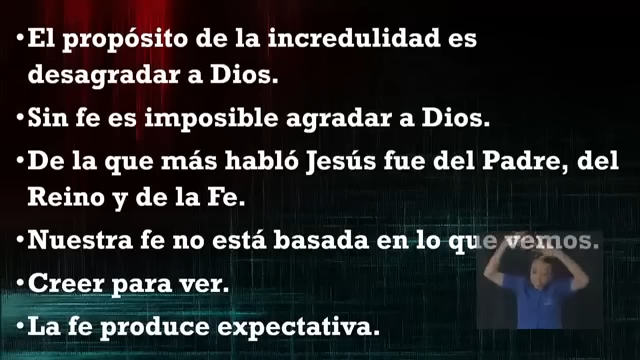 •El propósito de la incredulidad es
desagradar a Dios.
•Sin fe es imposible agradar a Dios.
•De la que más habló Jesús fue del Padre, del
Reino y de la Fe.
•Nuestra fe no está basada en lo que vemos.
•Creer para ver.
•La fe produce expectativa.